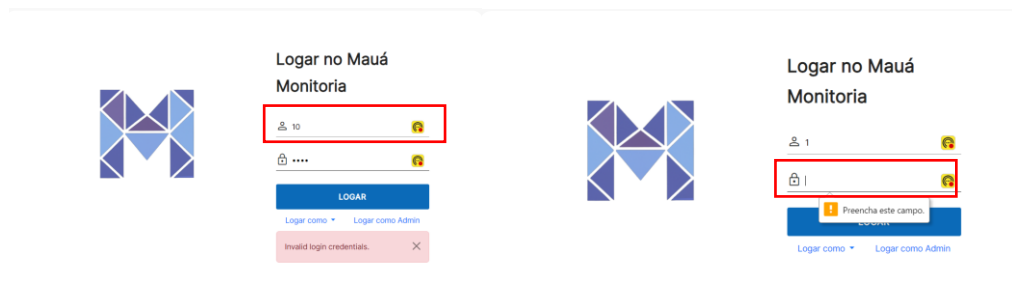 Logar no Mauá
Monitoria
10
••••
LOGAR
Logar como
Logar como Admin
Invalid login credentials.
Logar no Mauá
Monitoria
1
Preencha este campo.
LOGAR
Logar como
Logar como Admin